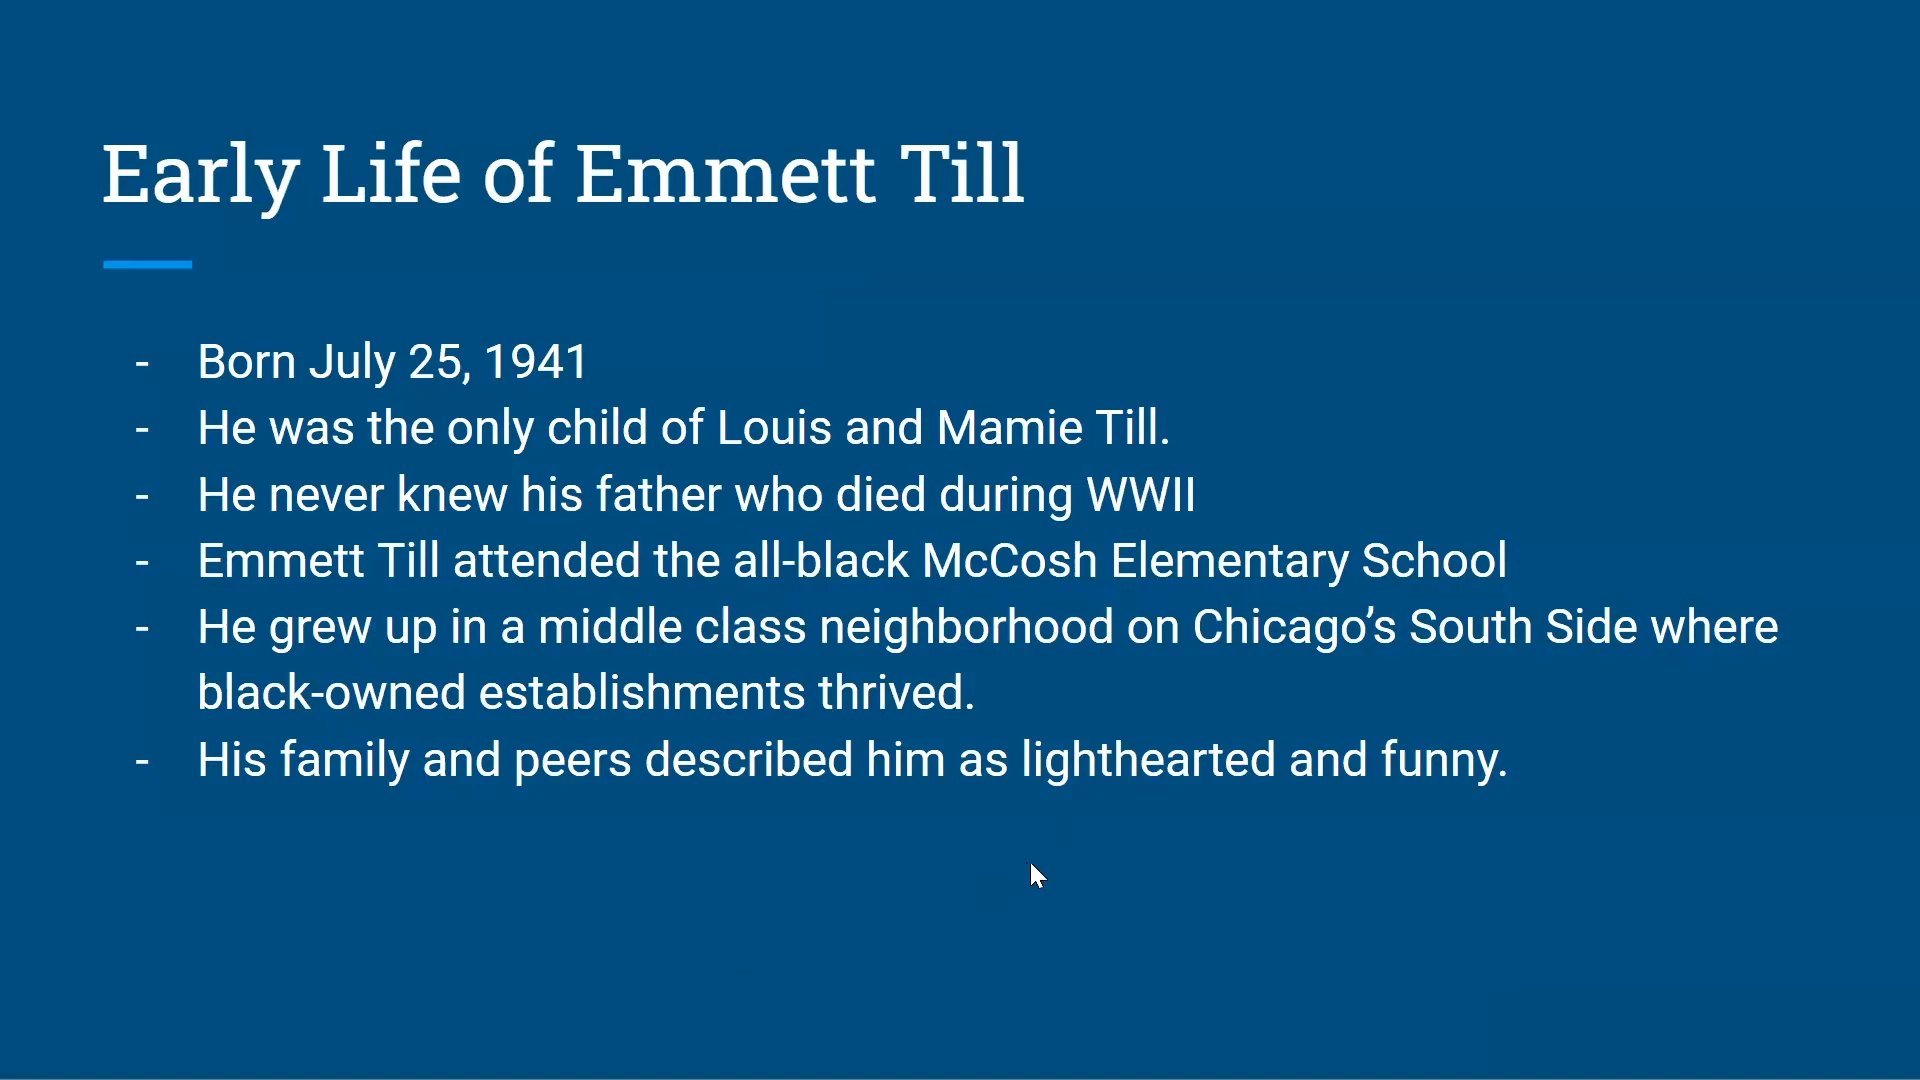 Early Life of Emmett Till
- Born July 25, 1941
- He was the only child of Louis and Mamie Till.
- He never knew his father who died during WWII
- Emmett Till attended the all-black McCosh Elementary School
- He grew up in a middle class neighborhood on Chicago’s South Side where
black-owned establishments thrived.
- His family and peers described him as lighthearted and funny.